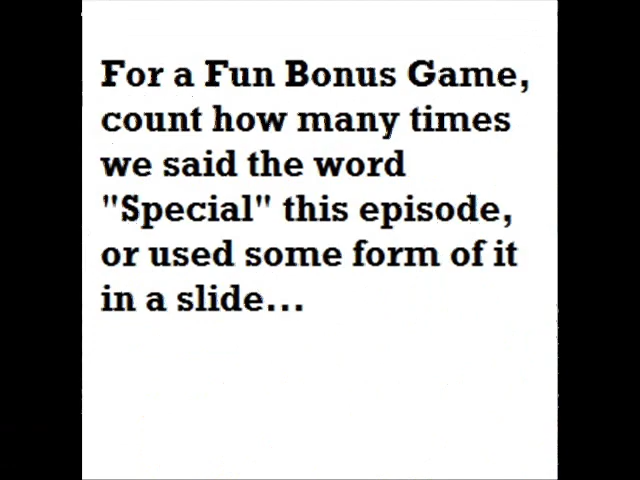 For a Fun Bonus Game,
count how many times
we said the word
"Special" this episode,
or used some form of it
in a slide...